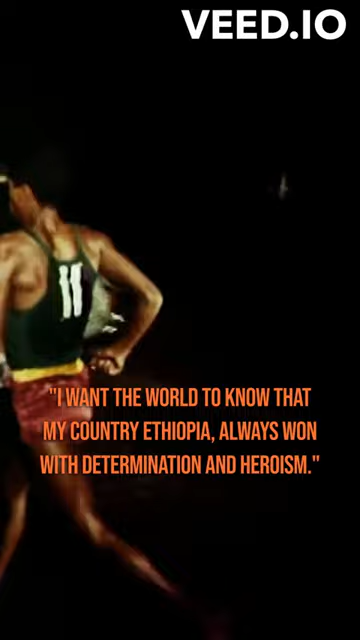 VEED.IO
11
"I WANT THE WORLD TO KNOW THAT
MY COUNTRY ETHIOPIA, ALWAYS WON
WITH DETERMINATION AND HEROISM."